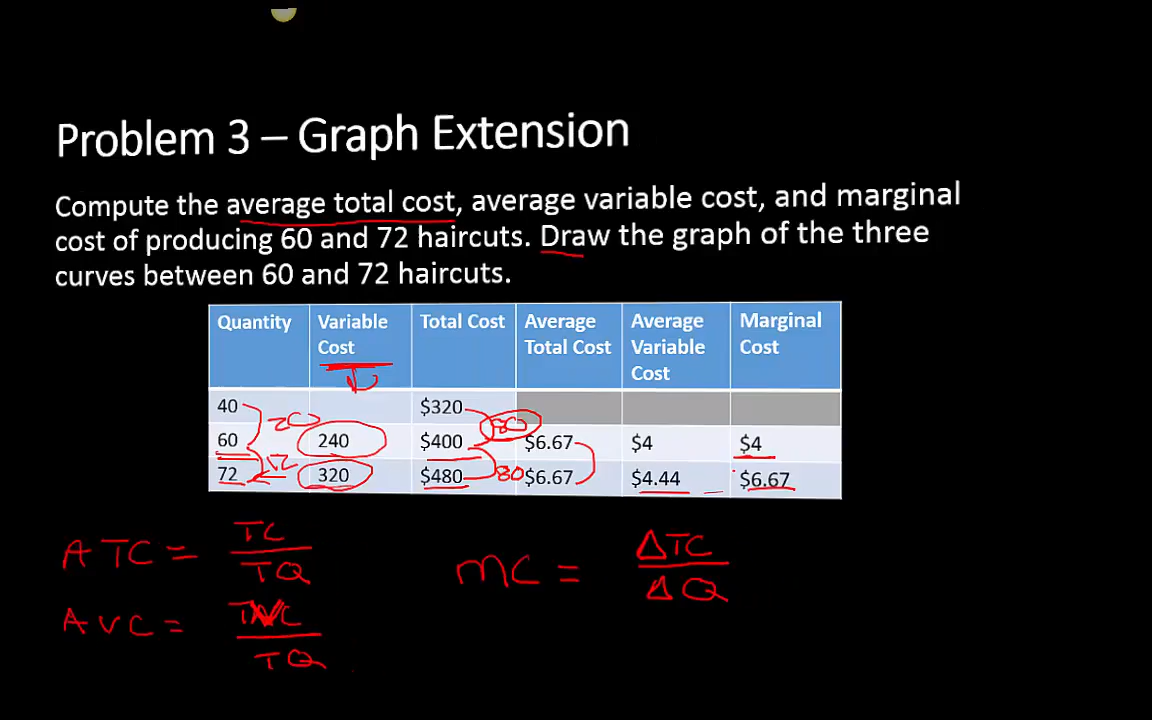 Problem 3 – Graph Extension
Compute the average total cost, average variable cost, and marginal
cost of producing 60 and 72 haircuts. Draw the graph of the three
curves between 60 and 72 haircuts.
Quantity Variable Cost Total Cost Average Total Cost Average Variable Cost Marginal Cost
40 $320
20 80
60 240 $400 $6.67 $4 $4
12 80
72 320 $480 $6.67 $4.44 $6.67
ATC = TC / TQ
AVC = TVC / TQ
MC = ΔTC / ΔQ